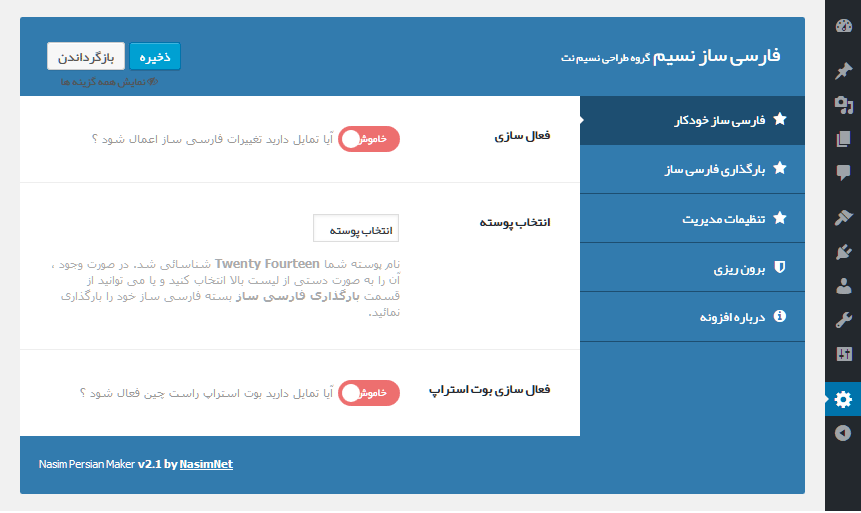 فارسی ساز نسیم گروه طراحی نسیم نت
ذخیره
بازگرداندن
نمایش همه گزینه ها
فارسی ساز خودکار
بارگذاری فارسی ساز
تنظیمات مدیریت
برون ریزی
درباره افزونه
فعال سازی
خاموش
آیا تمایل دارید تغییرات فارسی ساز اعمال شود ؟
انتخاب پوسته
انتخاب پوسته
نام پوسته شما Twenty Fourteen شناسائی شد. در صورت وجود ،
آن را به صورت دستی از لیست بالا انتخاب کنید و یا می توانید از
قسمت بارگذاری فارسی ساز بسته فارسی ساز خود را بارگذاری
نمائید.
فعال سازی بوت استراپ
خاموش
آیا تمایل دارید بوت استراپ راست چین فعال شود ؟
Nasim Persian Maker v2.1 by NasimNet